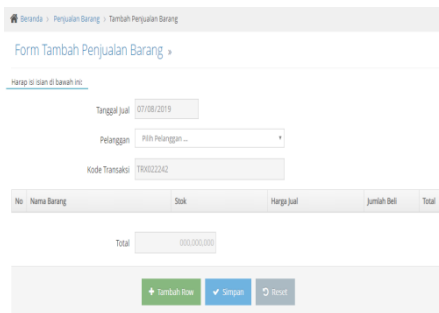 Beranda > Penjualan Barang > Tambah Penjualan Barang
Form Tambah Penjualan Barang »
Harap isi isian di bawah ini:
Tanggal Jual 07/08/2019
Pelanggan Pilih Pelanggan ...
Kode Transaksi TRX022242
No Nama Barang Stok Harga Jual Jumlah Beli Total
Total 000,000,000
+ Tambah Row Simpan Reset